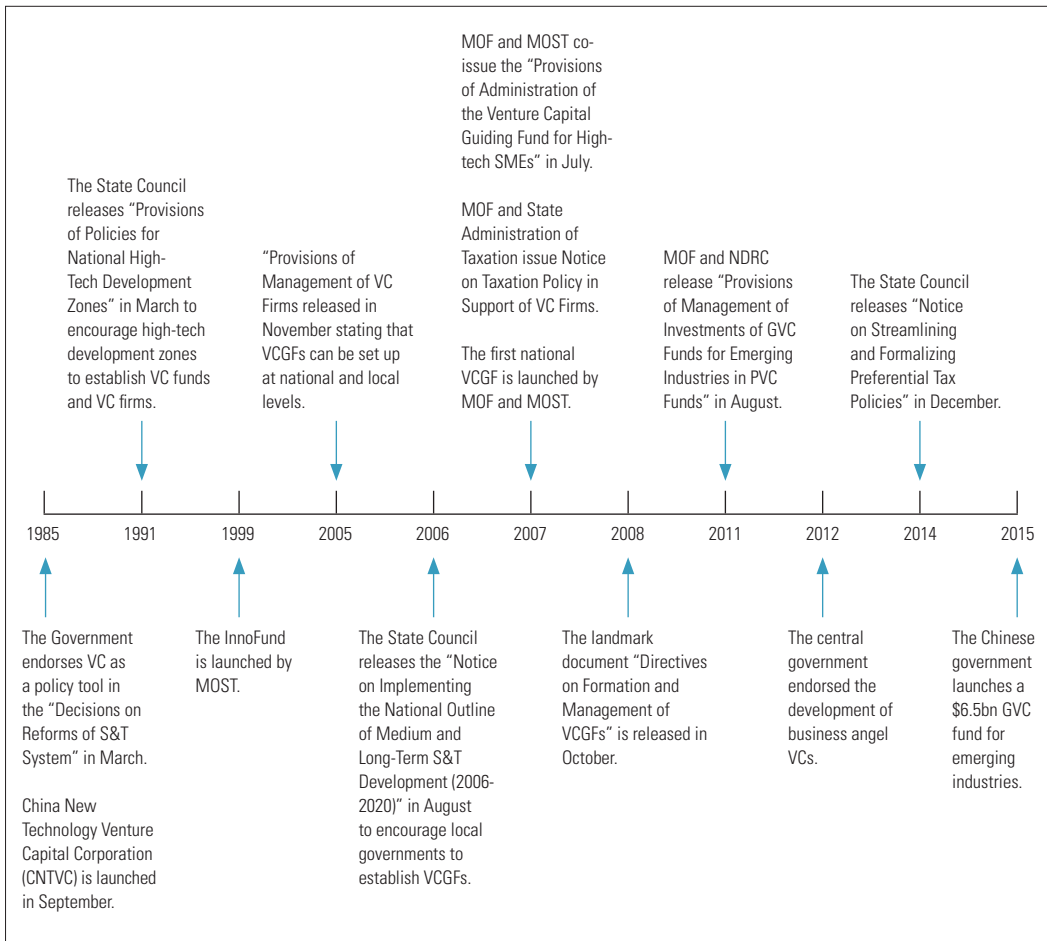 MOF and MOST co-
issue the “Provisions
of Administration of
the Venture Capital
Guiding Fund for High-
tech SMEs” in July.
MOF and State
Administration of
Taxation issue Notice
on Taxation Policy in
Support of VC Firms.
The first national
VCGF is launched by
MOF and MOST.
The State Council
releases “Provisions
of Policies for
National High-
Tech Development
Zones” in March to
encourage high-tech
development zones
to establish VC funds
and VC firms.
“Provisions of
Management of VC
Firms released in
November stating that
VCGFs can be set up
at national and local
levels.
MOF and NDRC
release “Provisions
of Management of
Investments of GVC
Funds for Emerging
Industries in PVC
Funds” in August.
The State Council
releases “Notice
on Streamlining
and Formalizing
Preferential Tax
Policies” in December.
1985 1991 1999 2005 2006 2007 2008 2011 2012 2014 2015
The Government
endorses VC as
a policy tool in
the “Decisions on
Reforms of S&T
System” in March.
China New
Technology Venture
Capital Corporation
(CNTVC) is launched
in September.
The InnoFund
is launched by
MOST.
The State Council
releases the “Notice
on Implementing
the National Outline
of Medium and
Long-Term S&T
Development (2006-
2020)” in August
to encourage local
governments to
establish VCGFs.
The landmark
document “Directives
on Formation and
Management of
VCGFs” is released in
October.
The central
government
endorsed the
development of
business angel
VCs.
The Chinese
government
launches a
$6.5bn GVC
fund for
emerging
industries.